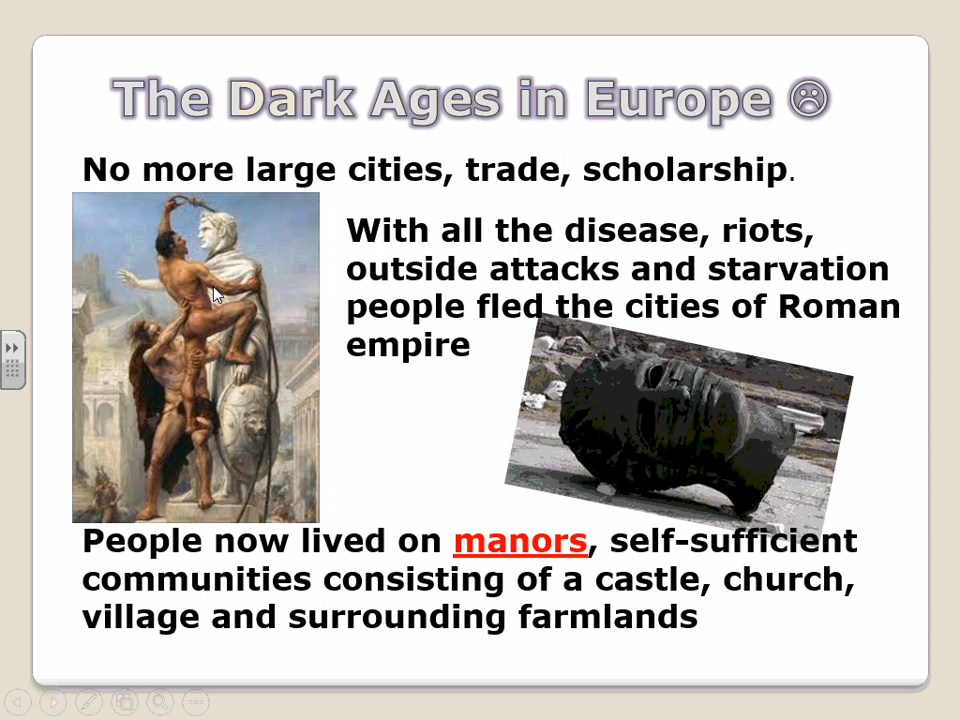 The Dark Ages in Europe ☹
No more large cities, trade, scholarship.
With all the disease, riots,
outside attacks and starvation
people fled the cities of Roman
empire
People now lived on manors, self-sufficient
communities consisting of a castle, church,
village and surrounding farmlands